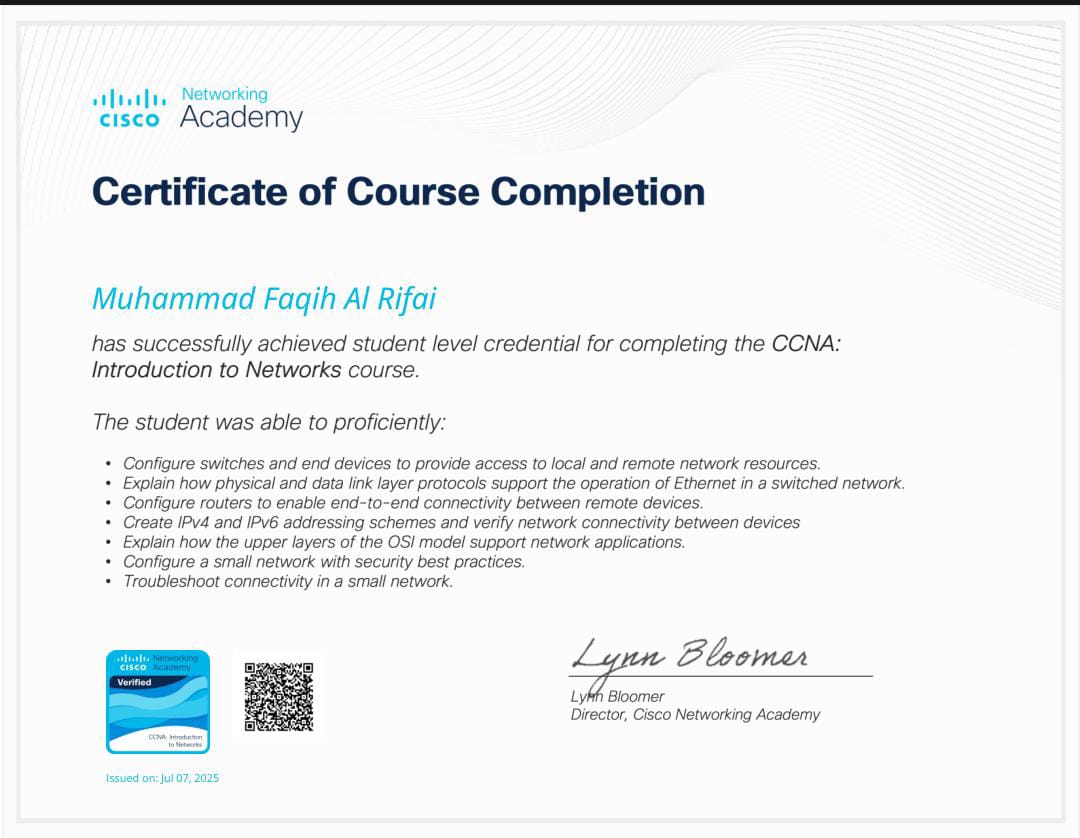 Networking
CISCO Academy
Certificate of Course Completion
Muhammad Faqih Al Rifai
has successfully achieved student level credential for completing the CCNA:
Introduction to Networks course.
The student was able to proficiently:
• Configure switches and end devices to provide access to local and remote network resources.
• Explain how physical and data link layer protocols support the operation of Ethernet in a switched network.
• Configure routers to enable end-to-end connectivity between remote devices.
• Create IPv4 and IPv6 addressing schemes and verify network connectivity between devices
• Explain how the upper layers of the OSI model support network applications.
• Configure a small network with security best practices.
• Troubleshoot connectivity in a small network.
Networking
CISCO Academy
Verified
CCNA: Introduction
to Networks
Lynn Bloomer
Lynn Bloomer
Director, Cisco Networking Academy
Issued on: Jul 07, 2025